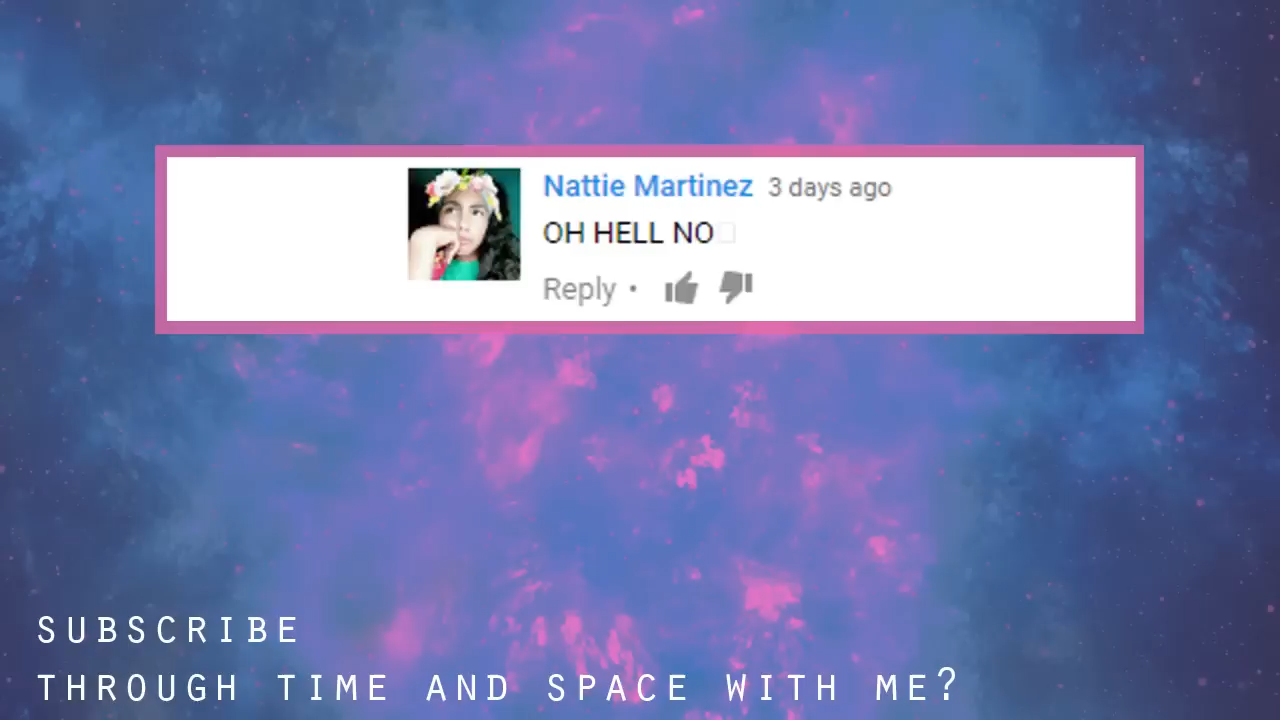 Nattie Martinez 3 days ago
OH HELL NO
Reply •
SUBSCRIBE
THROUGH TIME AND SPACE WITH ME?